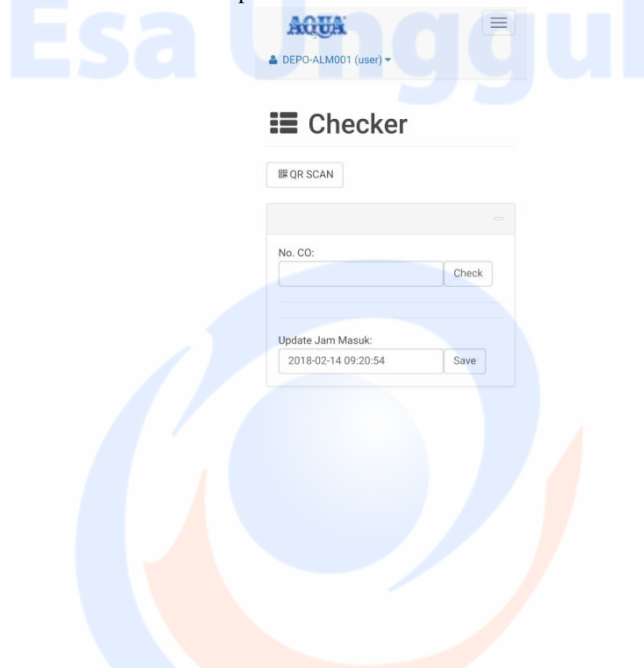 Esa Unggul
AQUA
DEPO-ALM001 (user)
Checker
QR SCAN
No. CO:
Check
Update Jam Masuk:
2018-02-14 09:20:54
Save